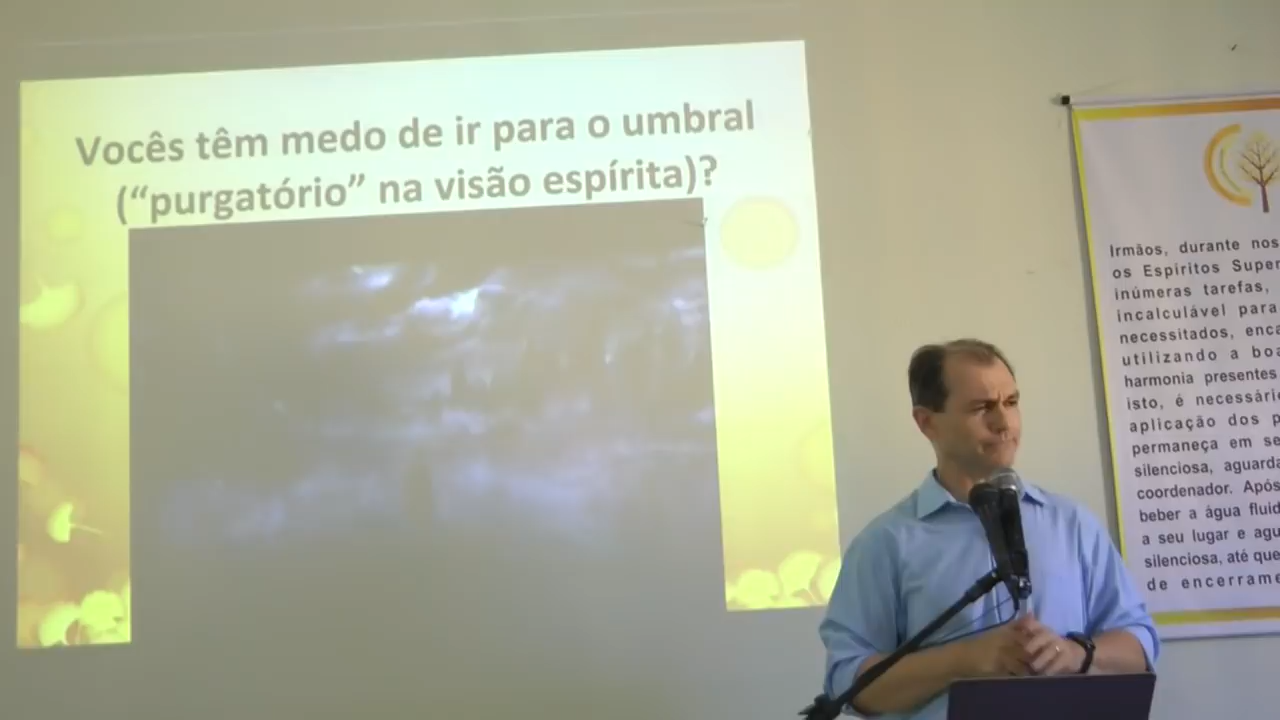 Vocês têm medo de ir para o umbral
(“purgatório” na visão espírita)?
Irmãos, durante nos
os Espiritos Super
inúmeras tarefas,
incalculável para
necessitados, enca
utilizando a boa
harmonia presentes
isto, é necessári
aplicação dos p
permaneça em se
silenciosa, aguarda
coordenador. Após
beber a água fluid
a seu lugar e agu
silenciosa, até que
de encerrame